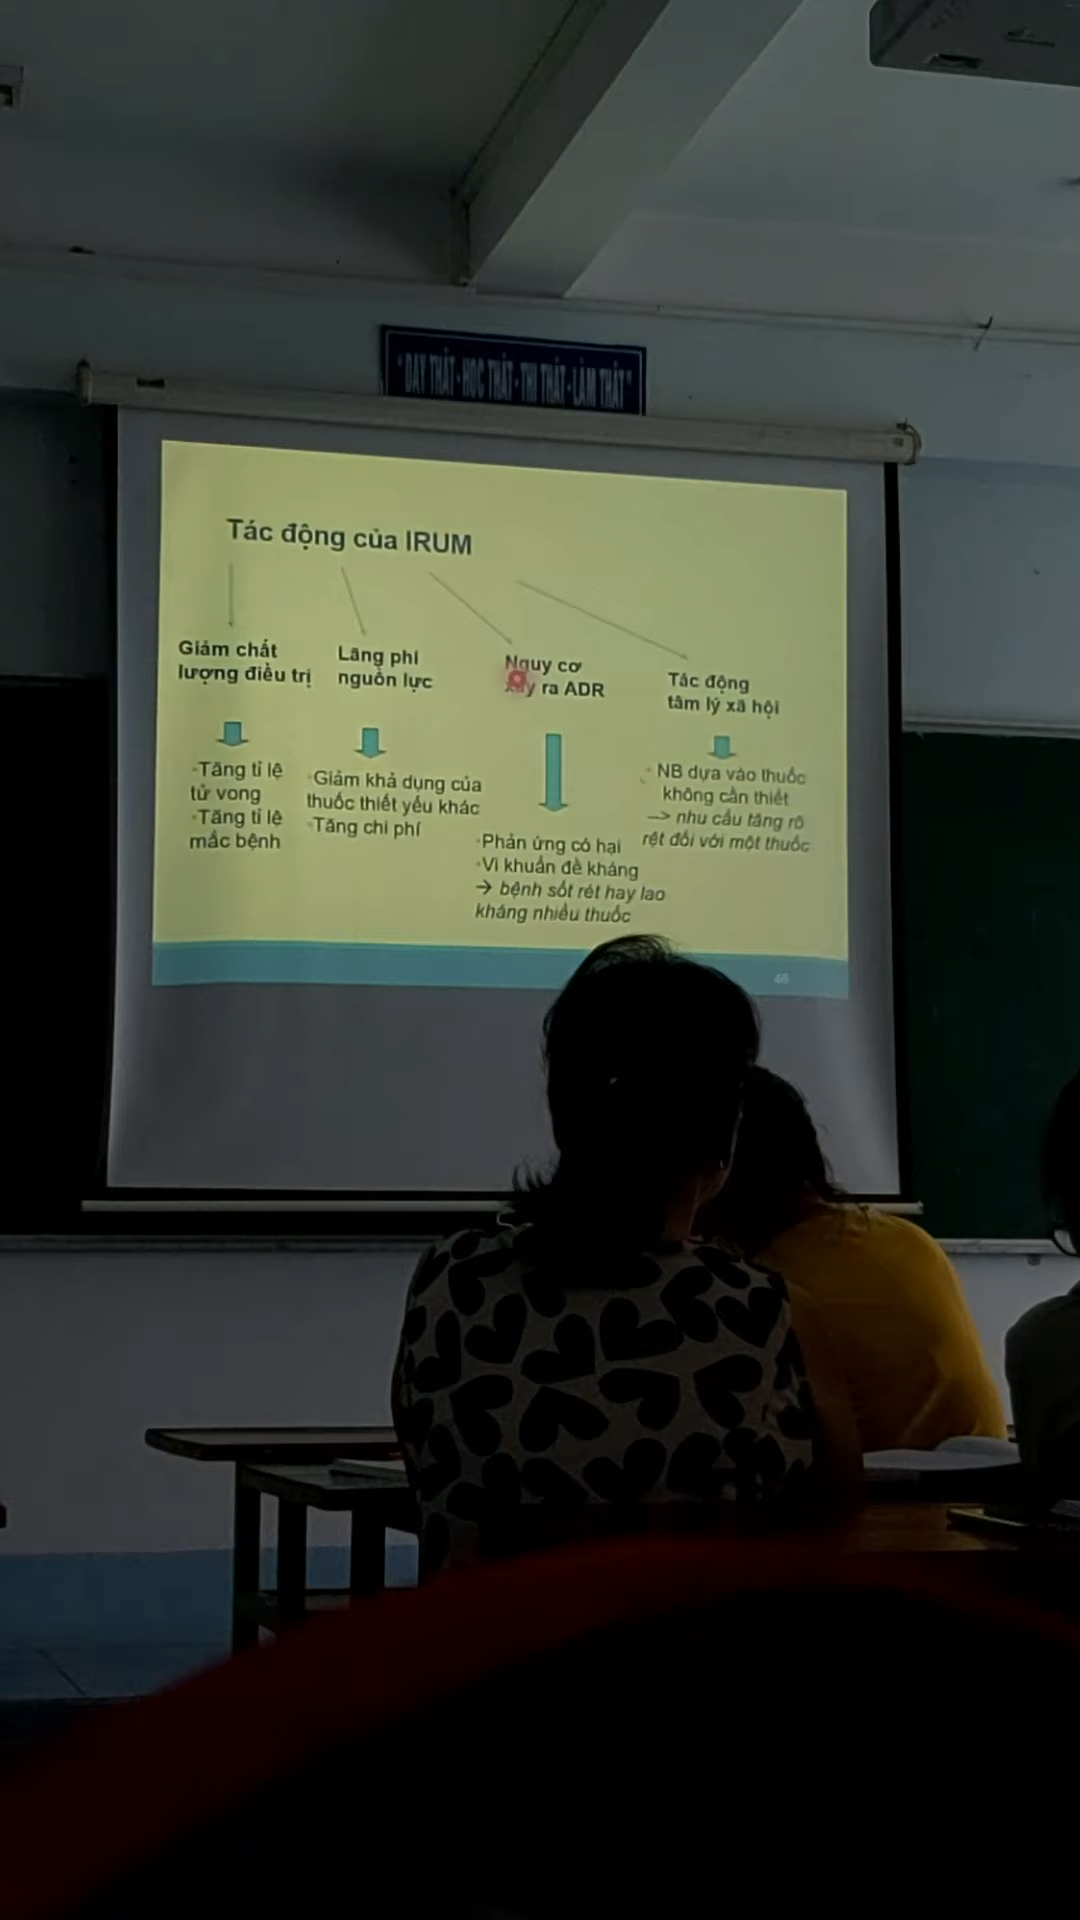 "DẠY THẬT - HỌC THẬT - THI THẬT - LÀM THẬT"
Tác động của IRUM
Giảm chất
lượng điều trị
-Tăng tỉ lệ
tử vong
-Tăng tỉ lệ
mắc bệnh
Lãng phí
nguồn lực
-Giảm khả dụng của
thuốc thiết yếu khác
-Tăng chi phí
Nguy cơ
xảy ra ADR
-Phản ứng có hại
-Vi khuẩn đề kháng
→ bệnh sốt rét hay lao
kháng nhiều thuốc
Tác động
tâm lý xã hội
- NB dựa vào thuốc
không cần thiết
--> nhu cầu tăng rõ
rệt đối với một thuốc